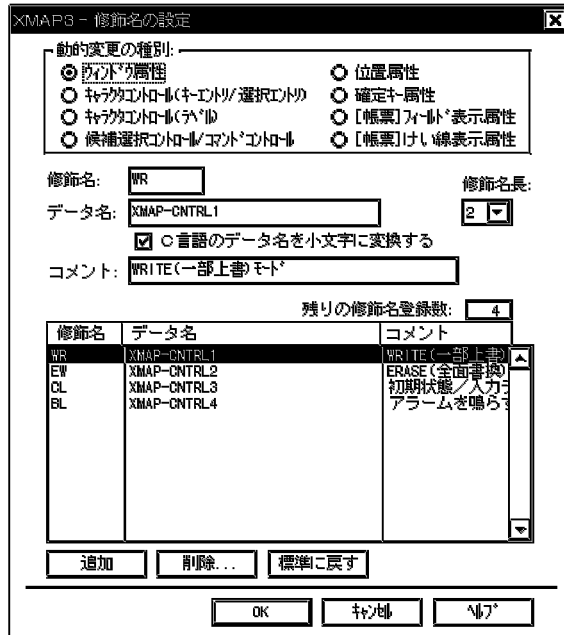 XMAP3 - 修飾名の設定
動的変更の種別:
ｳｨﾝﾄﾞｳ属性
位置属性
ｷｬﾗｸﾀｺﾝﾄﾛｰﾙ(ｷｰｴﾝﾄﾘ/選択ｴﾝﾄﾘ)
確定ｷｰ属性
ｷｬﾗｸﾀｺﾝﾄﾛｰﾙ(ﾗﾍﾞﾙ)
[帳票]ﾌｨｰﾙﾄﾞ表示属性
候補選択ｺﾝﾄﾛｰﾙ/ｺﾏﾝﾄﾞｺﾝﾄﾛｰﾙ
[帳票]けい線表示属性
修飾名: WR
修飾名長:
データ名: XMAP-CNTRL1
2
C言語のデータ名を小文字に変換する
コメント: WRITE(一部上書)ﾓｰﾄﾞ
残りの修飾名登録数: 4
修飾名 データ名 コメント
WR XMAP-CNTRL1 WRITE(一部上書)
EW XMAP-CNTRL2 ERASE(全面書換)
CL XMAP-CNTRL3 初期状態／入力デ
BL XMAP-CNTRL4 アラームを鳴らす
追加 削除... 標準に戻す
OK ｷｬﾝｾﾙ ﾍﾙﾌﾟ